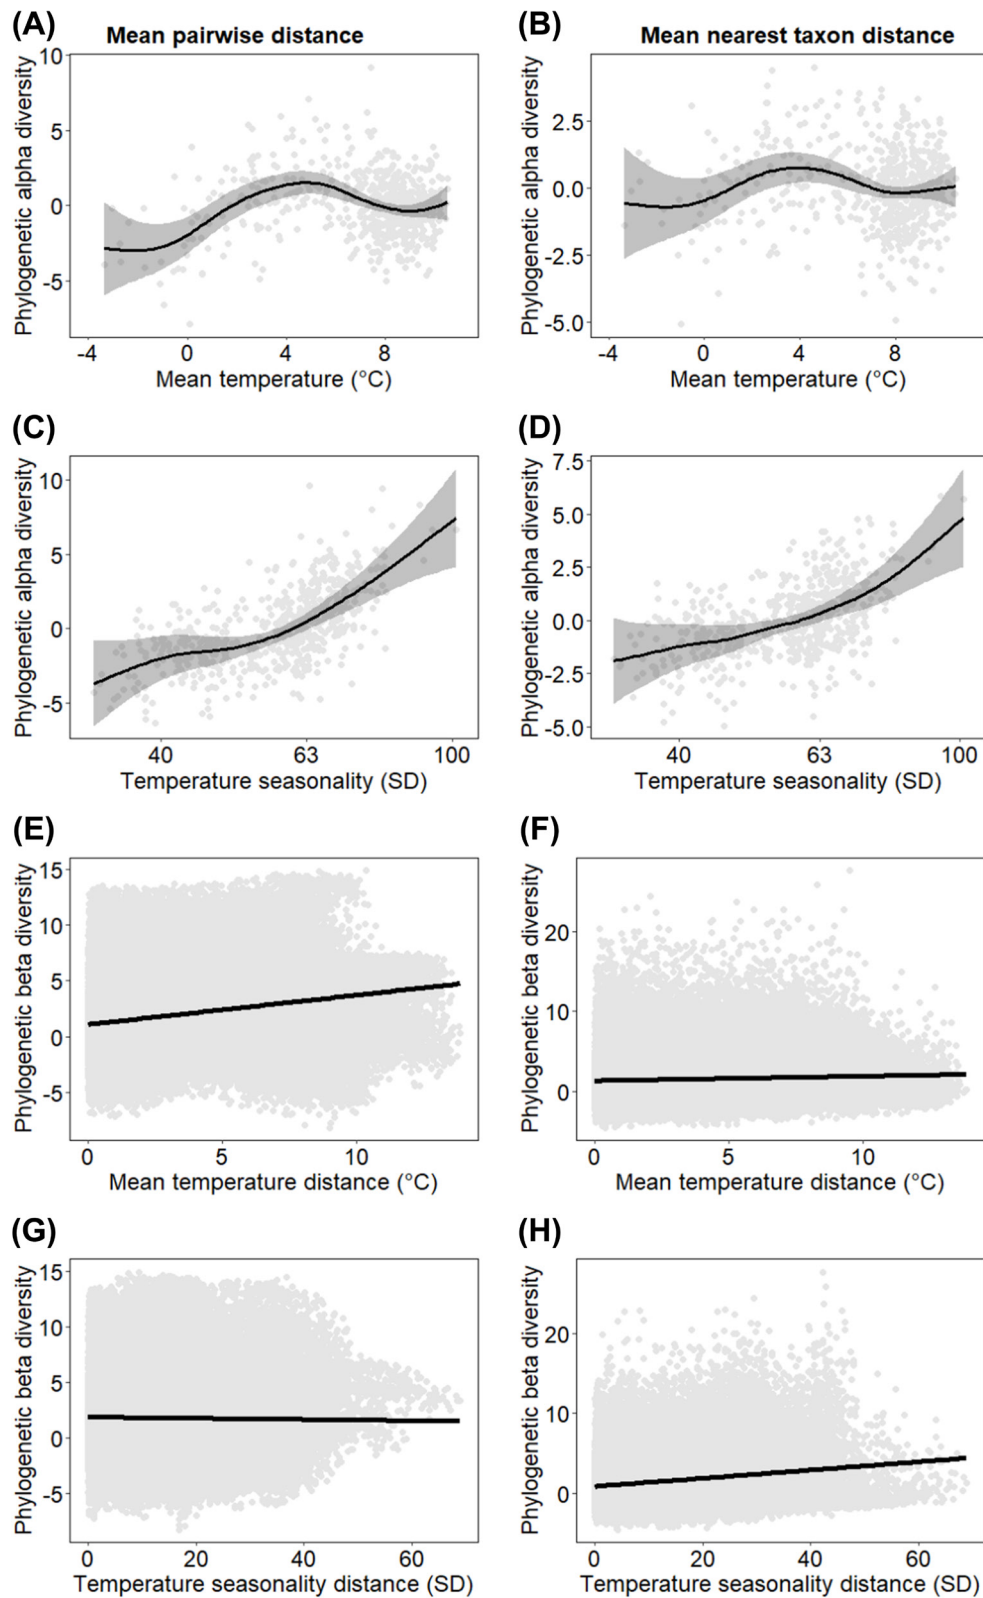 (A)
Mean pairwise distance
Phylogenetic alpha diversity
10
5
0
-5
-4 0 4 8
Mean temperature (°C)
(B)
Mean nearest taxon distance
Phylogenetic alpha diversity
2.5
0.0
-2.5
-5.0
-4 0 4 8
Mean temperature (°C)
(C)
Phylogenetic alpha diversity
10
5
0
-5
40 63 100
Temperature seasonality (SD)
(D)
Phylogenetic alpha diversity
7.5
5.0
2.5
0.0
-2.5
-5.0
40 63 100
Temperature seasonality (SD)
(E)
Phylogenetic beta diversity
15
10
5
0
-5
0 5 10
Mean temperature distance (°C)
(F)
Phylogenetic beta diversity
20
10
0
0 5 10
Mean temperature distance (°C)
(G)
Phylogenetic beta diversity
15
10
5
0
-5
0 20 40 60
Temperature seasonality distance (SD)
(H)
Phylogenetic beta diversity
20
10
0
0 20 40 60
Temperature seasonality distance (SD)